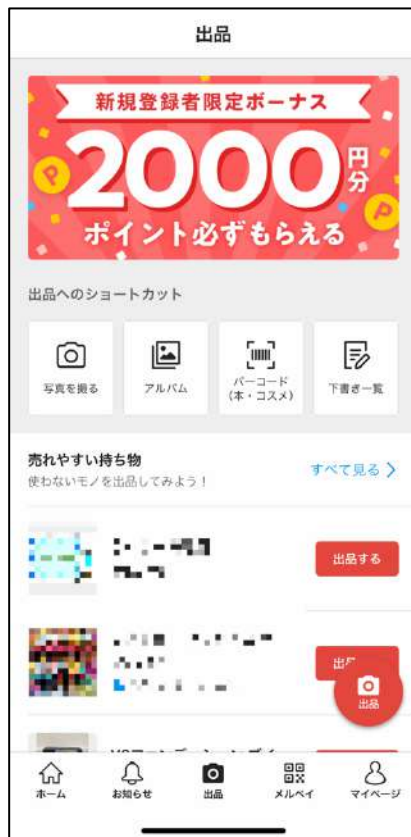 出品
新規登録者限定ボーナス
2000円分
ポイント必ずもらえる
出品へのショートカット
写真を撮る
アルバム
バーコード
(本・コスメ)
下書き一覧
売れやすい持ち物
すべて見る
使わないモノを出品してみよう！
出品する
出品
ホーム
お知らせ
出品
メルペイ
マイページ